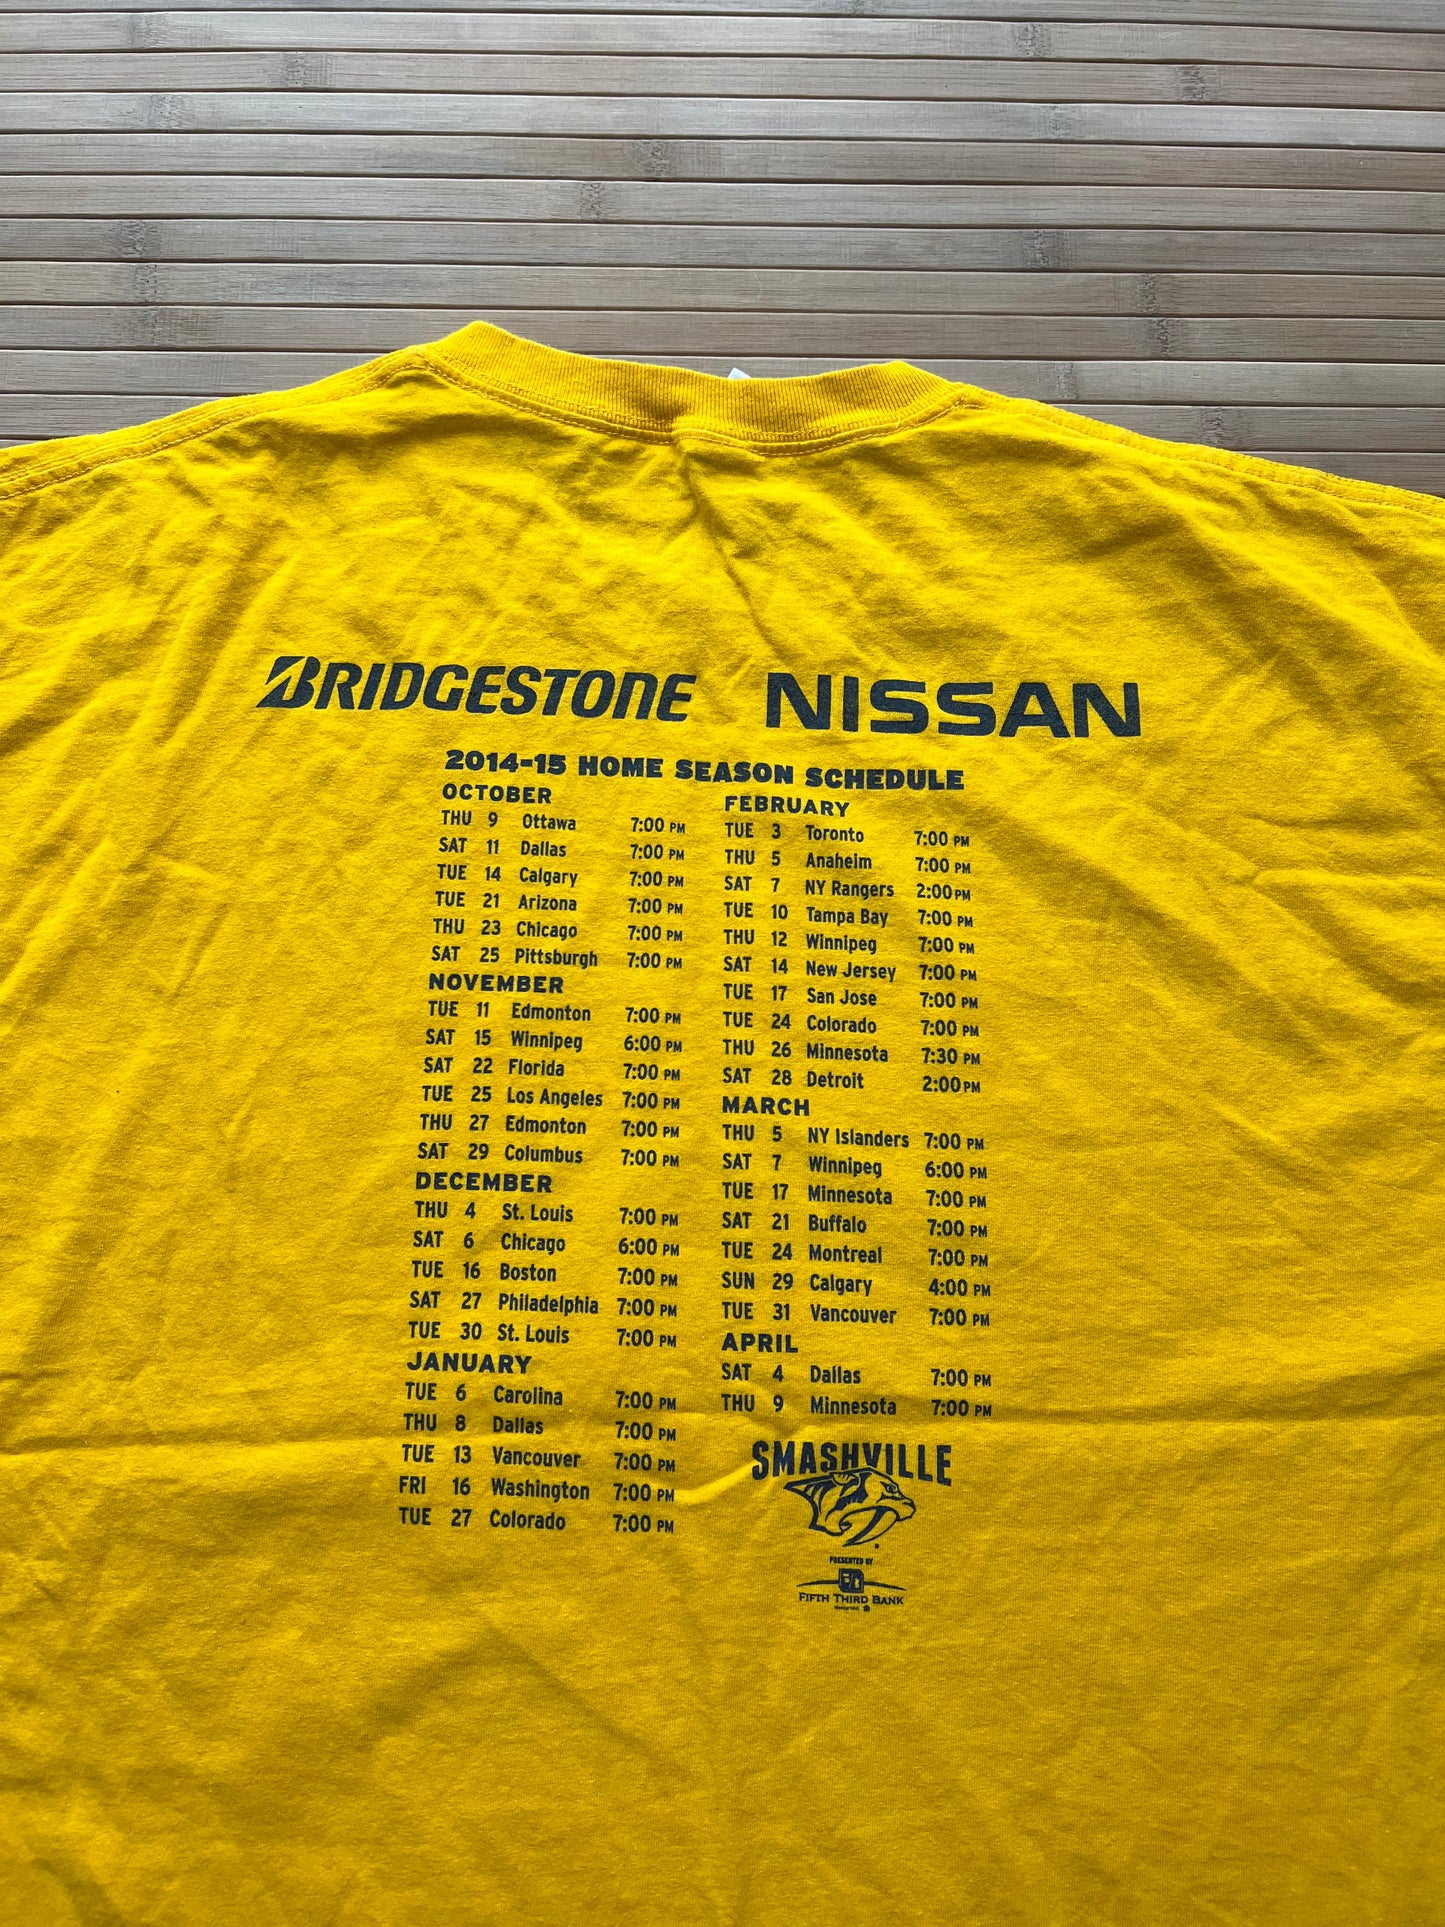 BRIDGESTONE NISSAN
2014-15 HOME SEASON SCHEDULE
OCTOBER
THU 9 Ottawa 7:00 PM
SAT 11 Dallas 7:00 PM
TUE 14 Calgary 7:00 PM
TUE 21 Arizona 7:00 PM
THU 23 Chicago 7:00 PM
SAT 25 Pittsburgh 7:00 PM
NOVEMBER
TUE 11 Edmonton 7:00 PM
SAT 15 Winnipeg 6:00 PM
SAT 22 Florida 7:00 PM
TUE 25 Los Angeles 7:00 PM
THU 27 Edmonton 7:00 PM
SAT 29 Columbus 7:00 PM
DECEMBER
THU 4 St. Louis 7:00 PM
SAT 6 Chicago 6:00 PM
TUE 16 Boston 7:00 PM
SAT 27 Philadelphia 7:00 PM
TUE 30 St. Louis 7:00 PM
JANUARY
TUE 6 Carolina 7:00 PM
THU 8 Dallas 7:00 PM
TUE 13 Vancouver 7:00 PM
FRI 16 Washington 7:00 PM
TUE 27 Colorado 7:00 PM
FEBRUARY
TUE 3 Toronto 7:00 PM
THU 5 Anaheim 7:00 PM
SAT 7 NY Rangers 2:00 PM
TUE 10 Tampa Bay 7:00 PM
THU 12 Winnipeg 7:00 PM
SAT 14 New Jersey 7:00 PM
TUE 17 San Jose 7:00 PM
TUE 24 Colorado 7:00 PM
THU 26 Minnesota 7:30 PM
SAT 28 Detroit 2:00 PM
MARCH
THU 5 NY Islanders 7:00 PM
SAT 7 Winnipeg 6:00 PM
TUE 17 Minnesota 7:00 PM
SAT 21 Buffalo 7:00 PM
TUE 24 Montreal 7:00 PM
SUN 29 Calgary 4:00 PM
TUE 31 Vancouver 7:00 PM
APRIL
SAT 4 Dallas 7:00 PM
THU 9 Minnesota 7:00 PM
SMASHVILLE
PRESENTED BY
FIFTH THIRD BANK